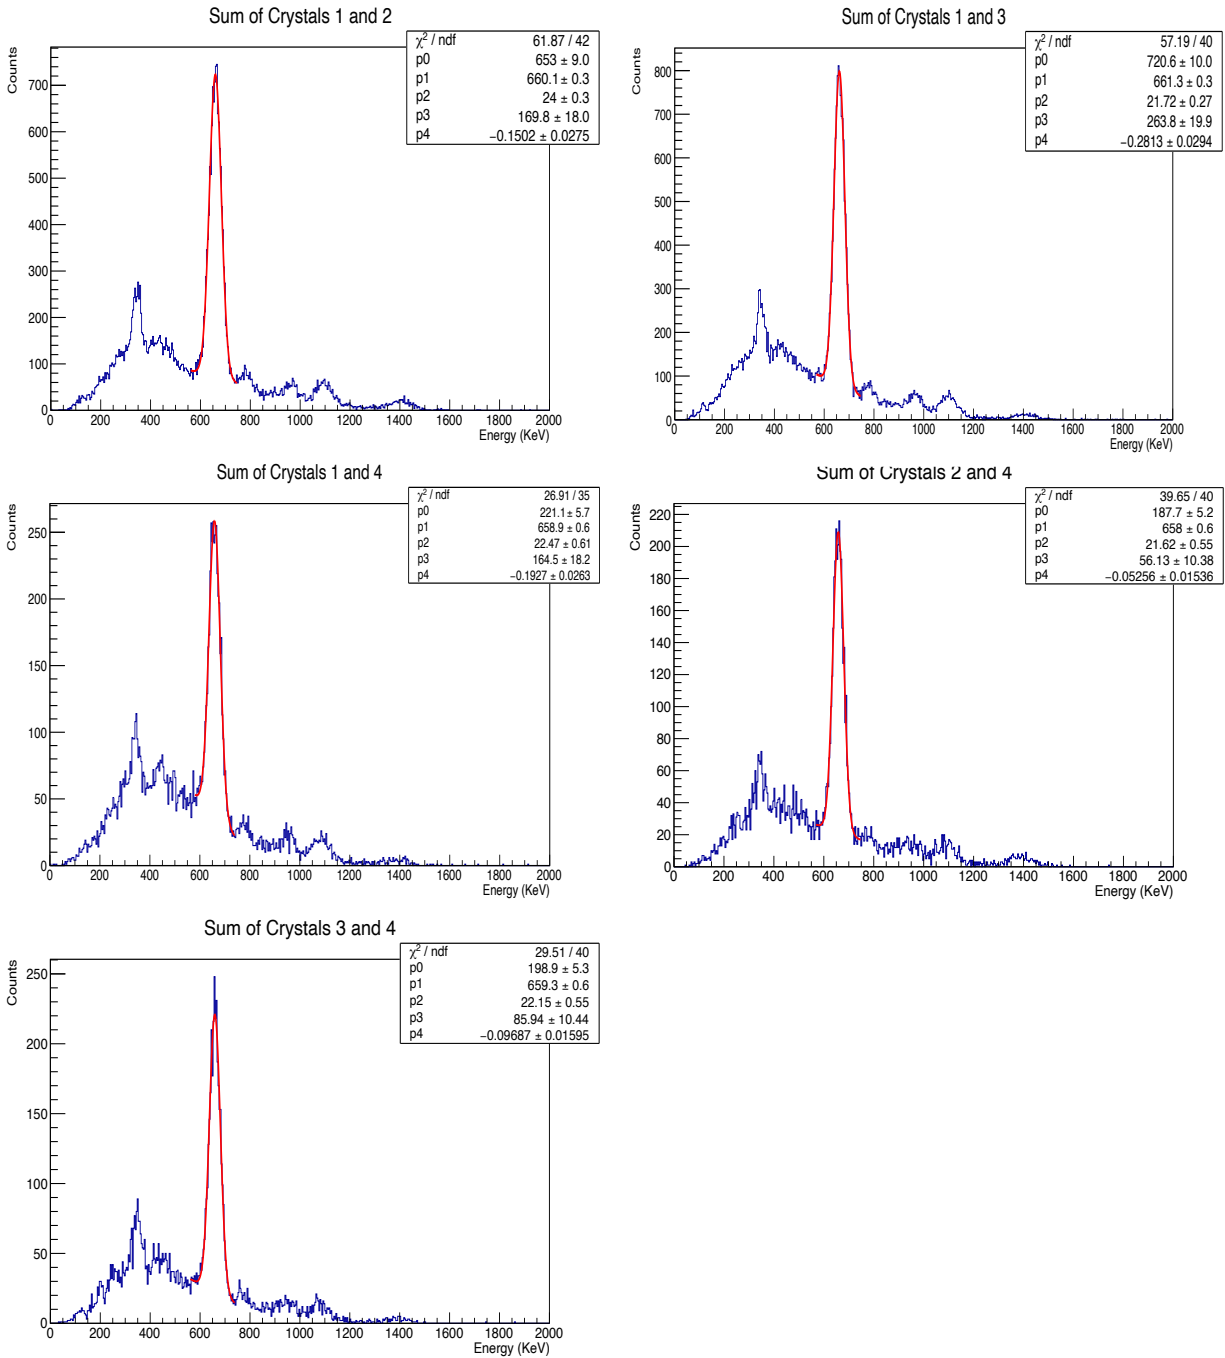 Sum of Crystals 1 and 2
χ² / ndf 61.87 / 42
p0 653 ± 9.0
p1 660.1 ± 0.3
p2 24 ± 0.3
p3 169.8 ± 18.0
p4 −0.1502 ± 0.0275
Counts
700
600
500
400
300
200
100
0
0 200 400 600 800 1000 1200 1400 1600 1800 2000
Energy (KeV)
Sum of Crystals 1 and 3
χ² / ndf 57.19 / 40
p0 720.6 ± 10.0
p1 661.3 ± 0.3
p2 21.72 ± 0.27
p3 263.8 ± 19.9
p4 −0.2813 ± 0.0294
Counts
800
700
600
500
400
300
200
100
0
0 200 400 600 800 1000 1200 1400 1600 1800 2000
Energy (KeV)
Sum of Crystals 1 and 4
χ² / ndf 26.91 / 35
p0 221.1 ± 5.7
p1 658.9 ± 0.6
p2 22.47 ± 0.61
p3 164.5 ± 18.2
p4 −0.1927 ± 0.0263
Counts
250
200
150
100
50
0
0 200 400 600 800 1000 1200 1400 1600 1800 2000
Energy (KeV)
Sum of Crystals 2 and 4
χ² / ndf 39.65 / 40
p0 187.7 ± 5.2
p1 658 ± 0.6
p2 21.62 ± 0.55
p3 56.13 ± 10.38
p4 −0.05256 ± 0.01536
Counts
220
200
180
160
140
120
100
80
60
40
20
0
0 200 400 600 800 1000 1200 1400 1600 1800 2000
Energy (KeV)
Sum of Crystals 3 and 4
χ² / ndf 29.51 / 40
p0 198.9 ± 5.3
p1 659.3 ± 0.6
p2 22.15 ± 0.55
p3 85.94 ± 10.44
p4 −0.09687 ± 0.01595
Counts
250
200
150
100
50
0
0 200 400 600 800 1000 1200 1400 1600 1800 2000
Energy (KeV)